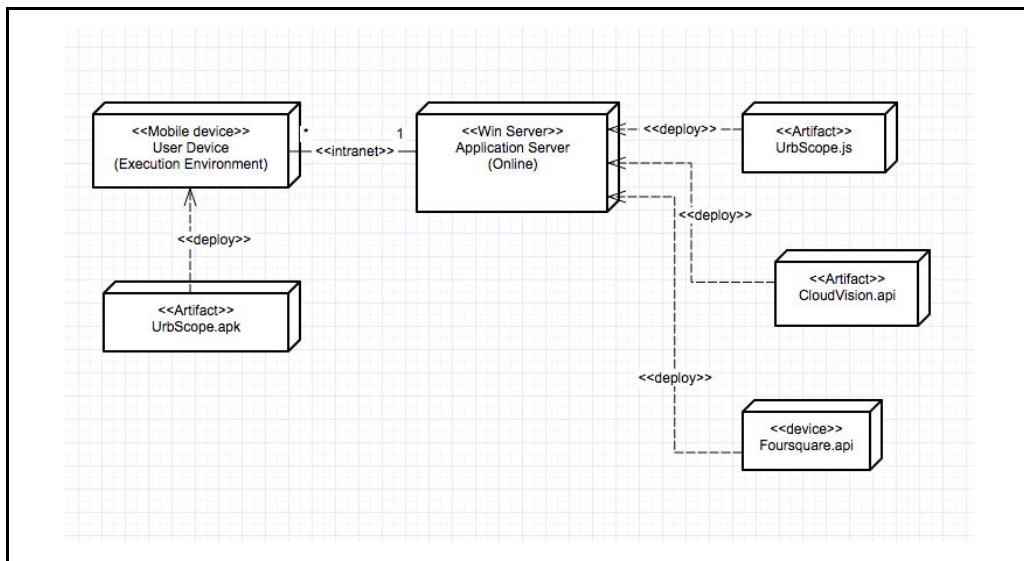 <<Mobile device>>
User Device
(Execution Environment)
*
1
<<intranet>>
<<Win Server>>
Application Server
(Online)
<<deploy>>
<<Artifact>>
UrbScope.js
<<deploy>>
<<deploy>>
<<Artifact>>
CloudVision.api
<<Artifact>>
UrbScope.apk
<<deploy>>
<<device>>
Foursquare.api